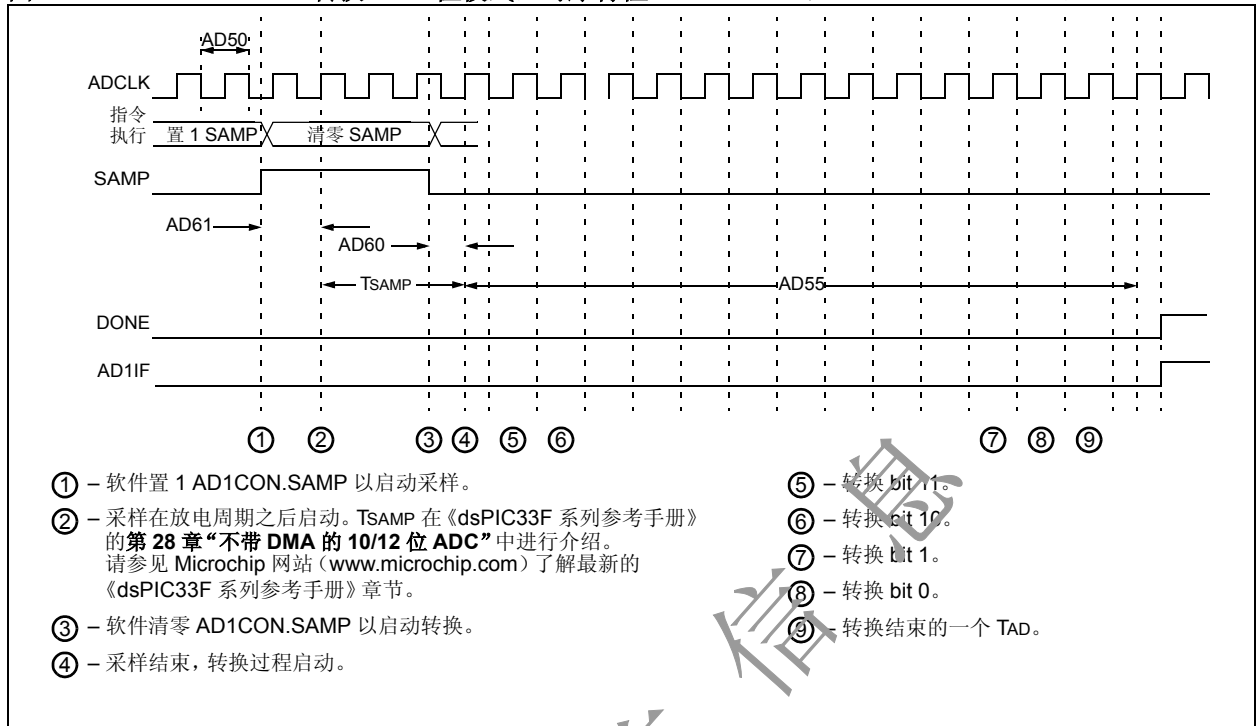 AD50
ADCLK
指令
执行
置 1 SAMP
清零 SAMP
SAMP
AD61
AD60
TSAMP
AD55
DONE
AD1IF
① ② ③ ④ ⑤ ⑥ ⑦ ⑧ ⑨
① – 软件置 1 AD1CON.SAMP 以启动采样。
② – 采样在放电周期之后启动。TSAMP 在《dsPIC33F 系列参考手册》
的第 28 章“不带 DMA 的 10/12 位 ADC”中进行介绍。
请参见 Microchip 网站（www.microchip.com）了解最新的
《dsPIC33F 系列参考手册》章节。
③ – 软件清零 AD1CON.SAMP 以启动转换。
④ – 采样结束，转换过程启动。
⑤ – 转换 bit 11。
⑥ – 转换 bit 10。
⑦ – 转换 bit 1。
⑧ – 转换 bit 0。
⑨ – 转换结束的一个 TAD。
信息